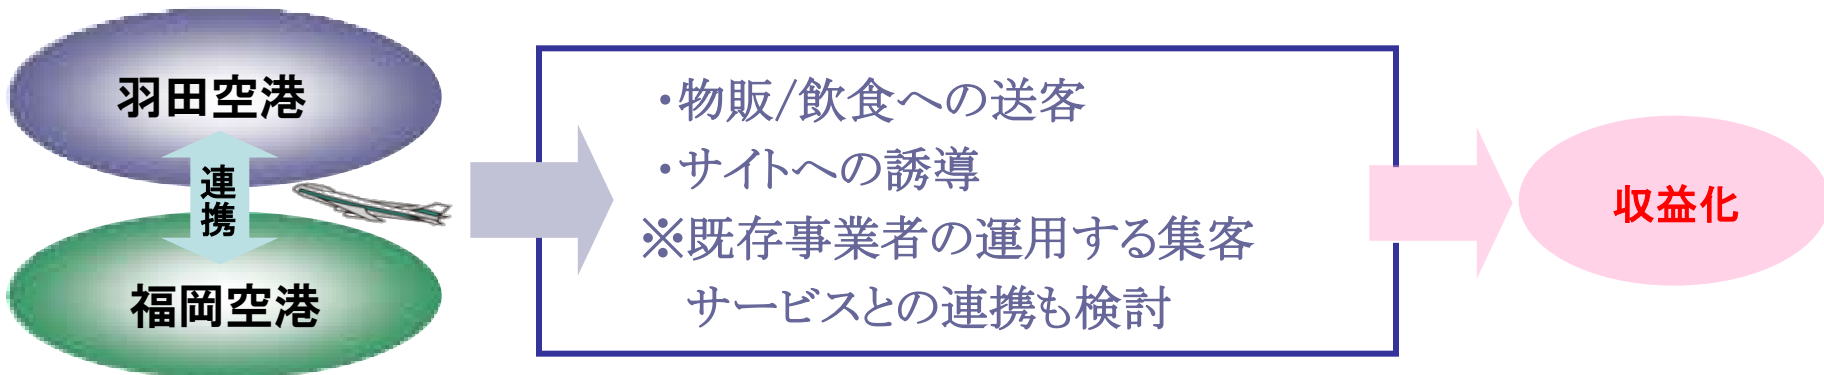 羽田空港
連携
福岡空港
・物販/飲食への送客
・サイトへの誘導
※既存事業者の運用する集客
サービスとの連携も検討
収益化